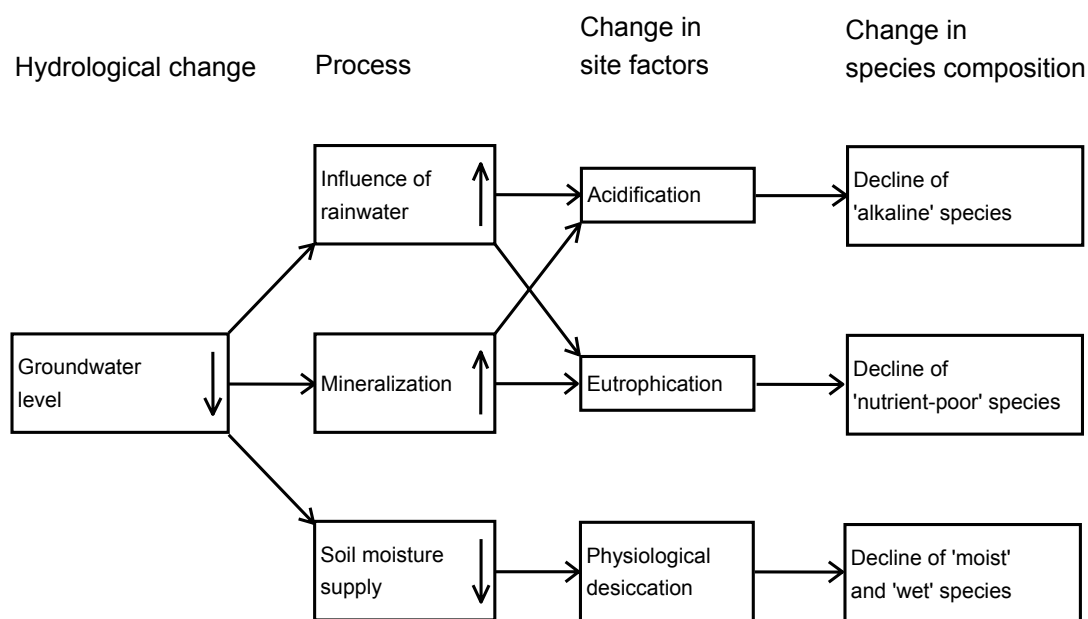 Hydrological change
Process
Change in
site factors
Change in
species composition
Influence of
rainwater
Acidification
Decline of
'alkaline' species
Groundwater
level
Mineralization
Eutrophication
Decline of
'nutrient-poor' species
Soil moisture
supply
Physiological
desiccation
Decline of 'moist'
and 'wet' species